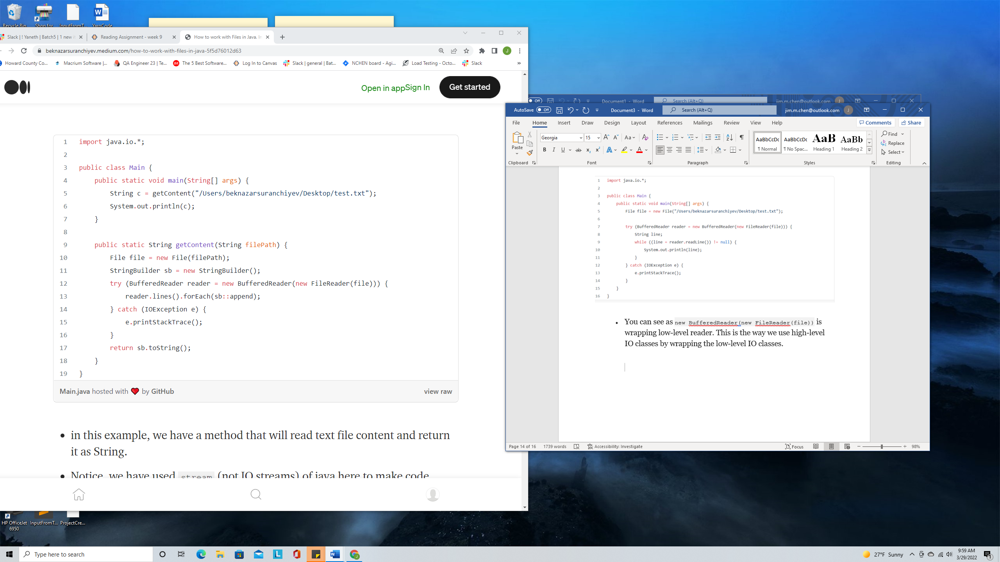 Recycle Bin
Shop for
InputFromT...
YaroCode
Slack | ! Yaneth | Batch5 | 1 new it
Reading Assignment - week 9
How to work with Files in Java. In
beknazarsuranchiyev.medium.com/how-to-work-with-files-in-java-5f5d76012d63
J
Howard County Co...
Macrium Software |...
QA Engineer 23 | Te...
BR
The 5 Best Software...
Log In to Canvas
Slack | general | Bat...
NCHEN board - Agi...
Load Testing - Octo...
Slack
»
Open in app
Sign In
Get started
1 import java.io.*;
2
3 public class Main {
4 public static void main(String[] args) {
5 String c = getContent("/Users/beknazarsuranchiyev/Desktop/test.txt");
6 System.out.println(c);
7 }
8
9 public static String getContent(String filePath) {
10 File file = new File(filePath);
11 StringBuilder sb = new StringBuilder();
12 try (BufferedReader reader = new BufferedReader(new FileReader(file))) {
13 reader.lines().forEach(sb::append);
14 } catch (IOException e) {
15 e.printStackTrace();
16 }
17 return sb.toString();
18 }
19 }
Main.java hosted with ❤ by GitHub
view raw
• in this example, we have a method that will read text file content and return
it as String.
• Notice, we have used stream (not IO streams) of java here to make code
Off
Document1 - Word
Search (Alt+Q)
jim.m.chen@outlook.com
J
AutoSave
Off
Document3 - Word
Search (Alt+Q)
jim.m.chen@outlook.com
J
File
Home
Insert
Draw
Design
Layout
References
Mailings
Review
View
Help
Comments
Share
Paste
Georgia
15
Aa
AaBbCcDc
¶ Normal
AaBbCcDc
¶ No Spac...
AaB
Heading 1
AaBb
Heading 2
Find
Replace
Select
Clipboard
Font
Paragraph
Styles
Editing
1 import java.io.*;
2
3 public class Main {
4 public static void main(String[] args) {
5 File file = new File("/Users/beknazarsuranchiyev/Desktop/test.txt");
6
7 try (BufferedReader reader = new BufferedReader(new FileReader(file))) {
8 String line;
9 while ((line = reader.readLine()) != null) {
10 System.out.println(line);
11 }
12 } catch (IOException e) {
13 e.printStackTrace();
14 }
15 }
16 }
• You can see as new BufferedReader(new FileReader(file)) is
wrapping low-level reader. This is the way we use high-level
IO classes by wrapping the low-level IO classes.
Page 14 of 16
1739 words
Accessibility: Investigate
Focus
98%
HP OfficeJet
6950
InputFromT...
ProjectCre...
Type here to search
27°F Sunny
9:59 AM
3/29/2022
1